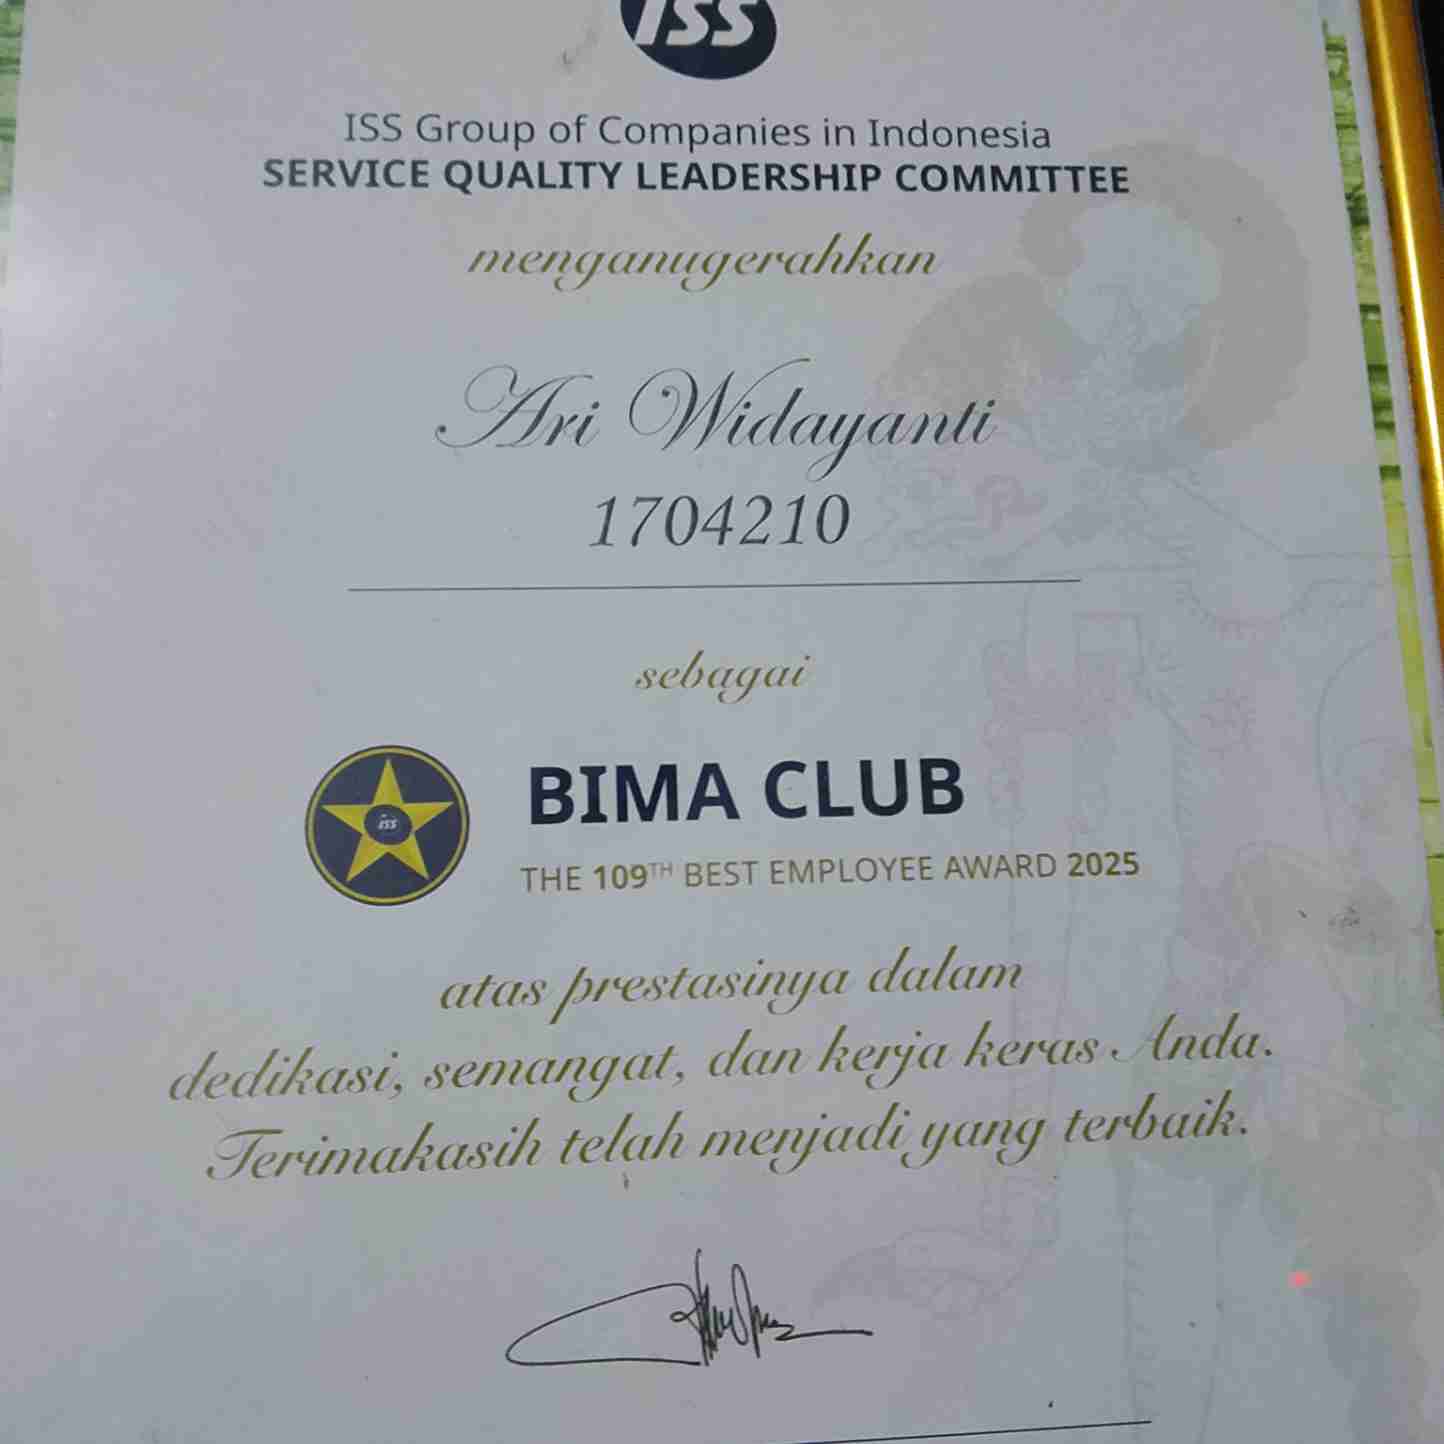 ISS
ISS Group of Companies in Indonesia
SERVICE QUALITY LEADERSHIP COMMITTEE
menganugerahkan
Ari Widayanti
1704210
sebagai
iss
BIMA CLUB
THE 109TH BEST EMPLOYEE AWARD 2025
atas prestasinya dalam
dedikasi, semangat, dan kerja keras Anda.
Terimakasih telah menjadi yang terbaik.